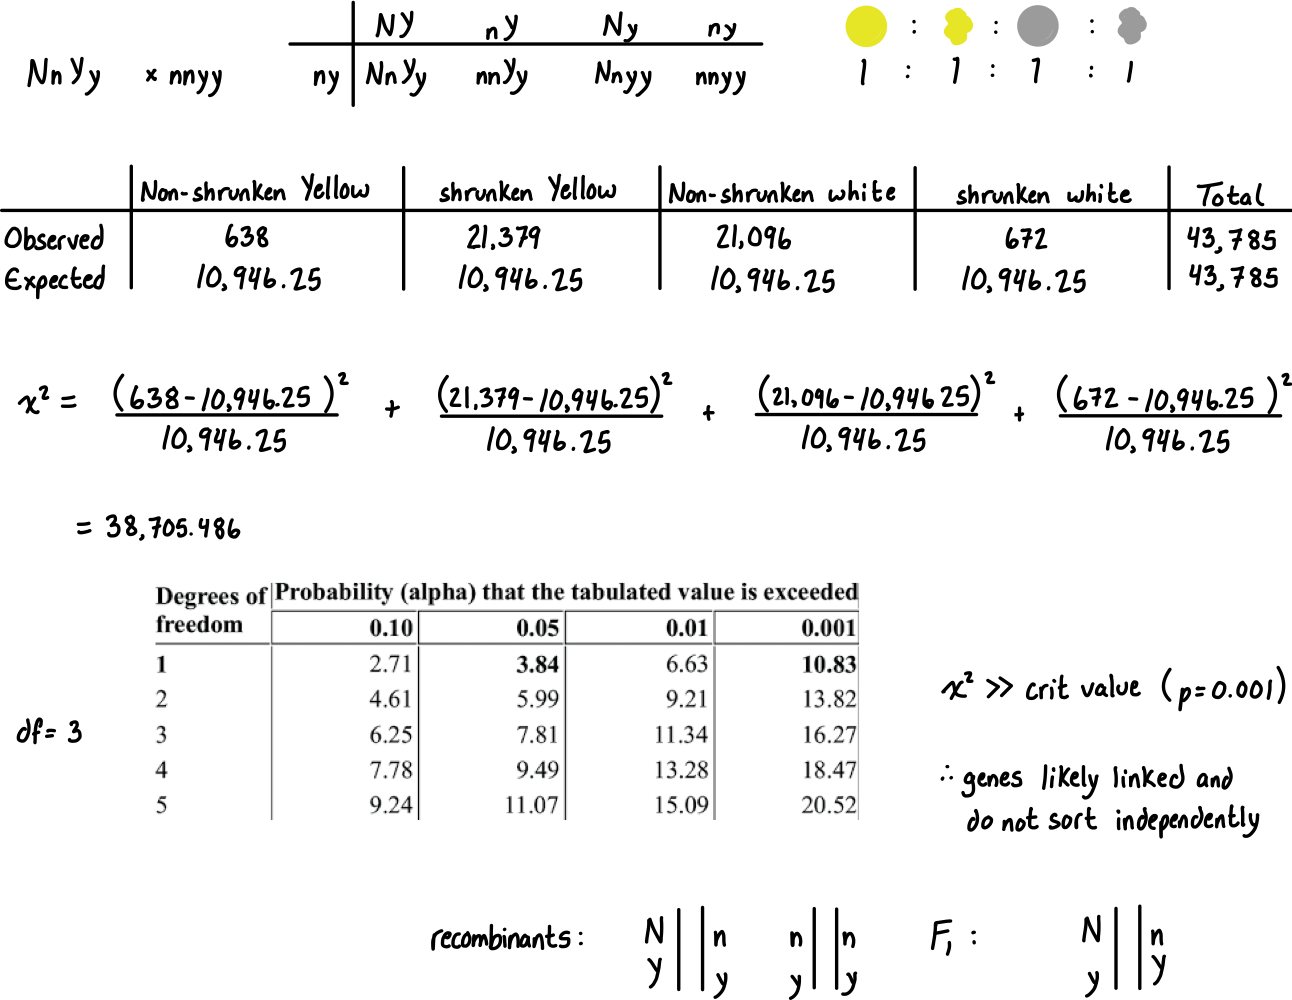 NY nY Ny ny
NnYy × nnyy ny NnYy nnYy Nnyy nnyy
: : :
1 : 1 : 1 : 1
Non-shrunken Yellow shrunken Yellow Non-shrunken white shrunken white Total
Observed 638 21,379 21,096 672 43,785
Expected 10,946.25 10,946.25 10,946.25 10,946.25 43,785
x² = (638-10,946.25)²/10,946.25 + (21,379-10,946.25)²/10,946.25 + (21,096-10,946 25)²/10,946.25 + (672-10,946.25)²/10,946.25
= 38,705.486
Degrees of freedom Probability (alpha) that the tabulated value is exceeded
0.10 0.05 0.01 0.001
1 2.71 3.84 6.63 10.83
2 4.61 5.99 9.21 13.82
3 6.25 7.81 11.34 16.27
4 7.78 9.49 13.28 18.47
5 9.24 11.07 15.09 20.52
df= 3
x² >> crit value (p=0.001)
∴ genes likely linked and
do not sort independently
recombinants: N || n n || n F₁ : N || n
Y || y y || y y || Y